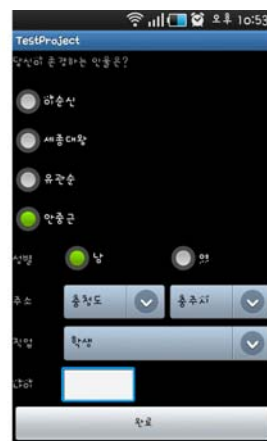 오후 10:53
TestProject
당신이 존경하는 인물은?
이순신
세종대왕
유관순
안중근
성별 남 여
주소 충청도 충주시
직업 학생
나이
완료